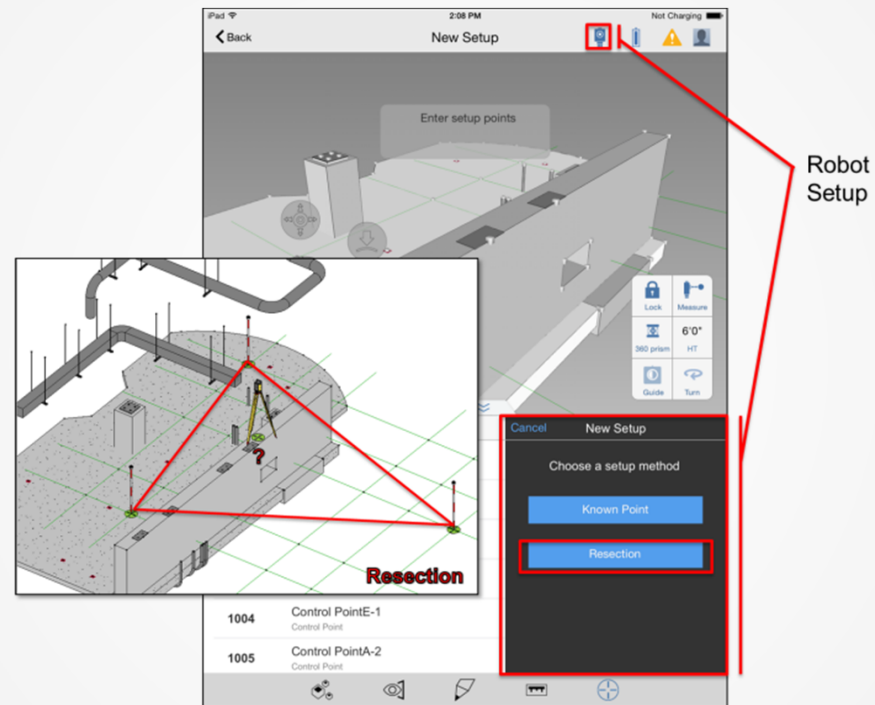 iPad
2:08 PM
Not Charging
Back
New Setup
Enter setup points
Robot
Setup
Lock
Measure
360 prism
6'0"
HT
Guide
Turn
?
Resection
Cancel
New Setup
Choose a setup method
Known Point
Resection
1004
Control PointE-1
Control Point
1005
Control PointA-2
Control Point